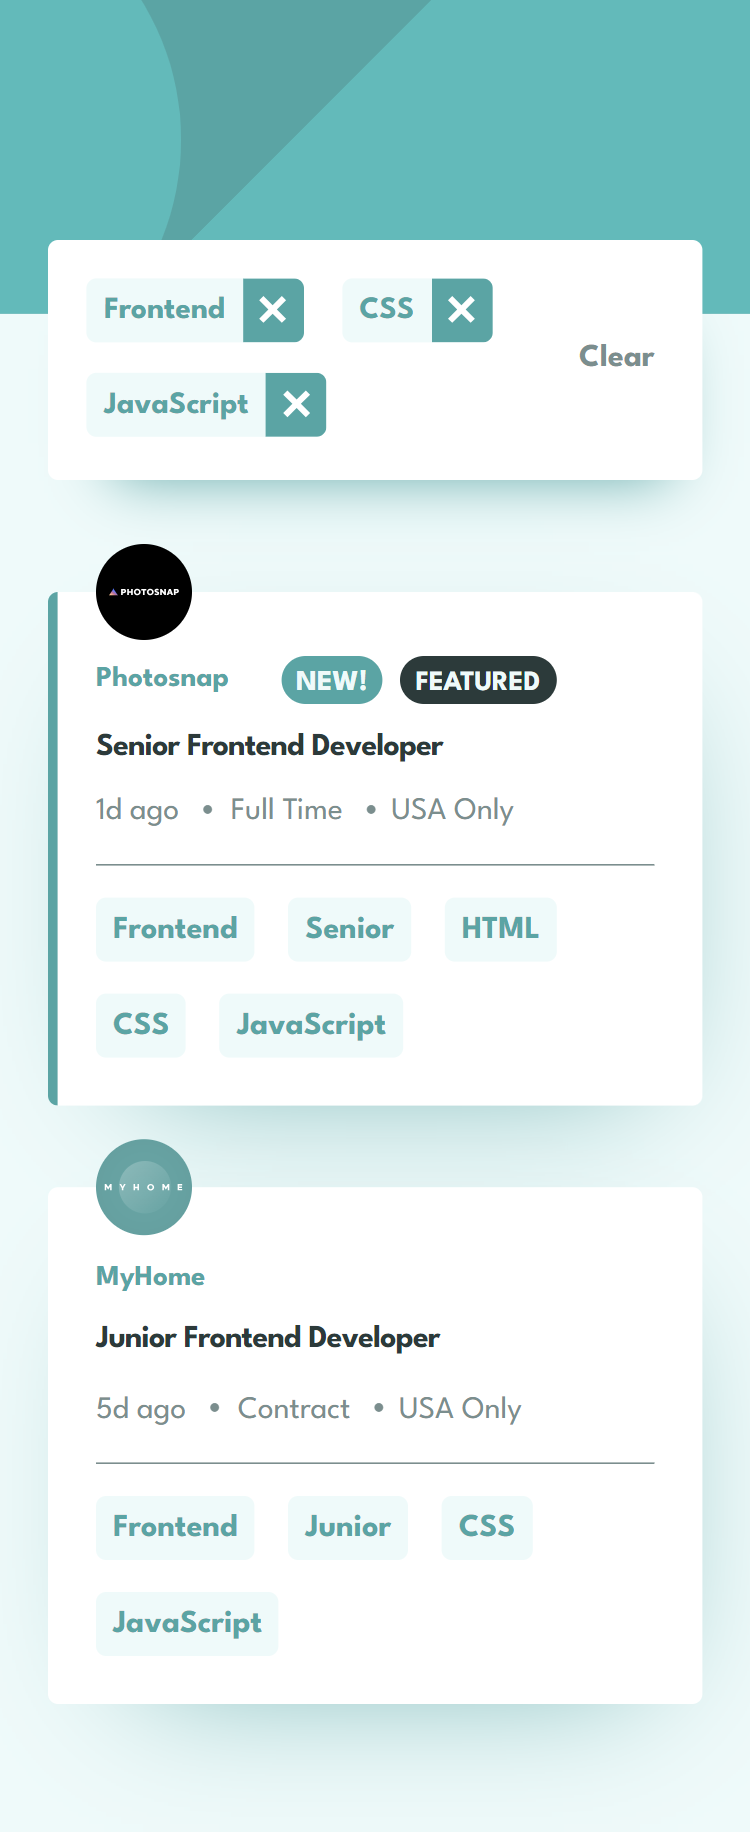 Frontend CSS
Clear
JavaScript
PHOTOSNAP
Photosnap NEW! FEATURED
Senior Frontend Developer
1d ago • Full Time • USA Only
Frontend Senior HTML
CSS JavaScript
MYHOME
MyHome
Junior Frontend Developer
5d ago • Contract • USA Only
Frontend Junior CSS
JavaScript